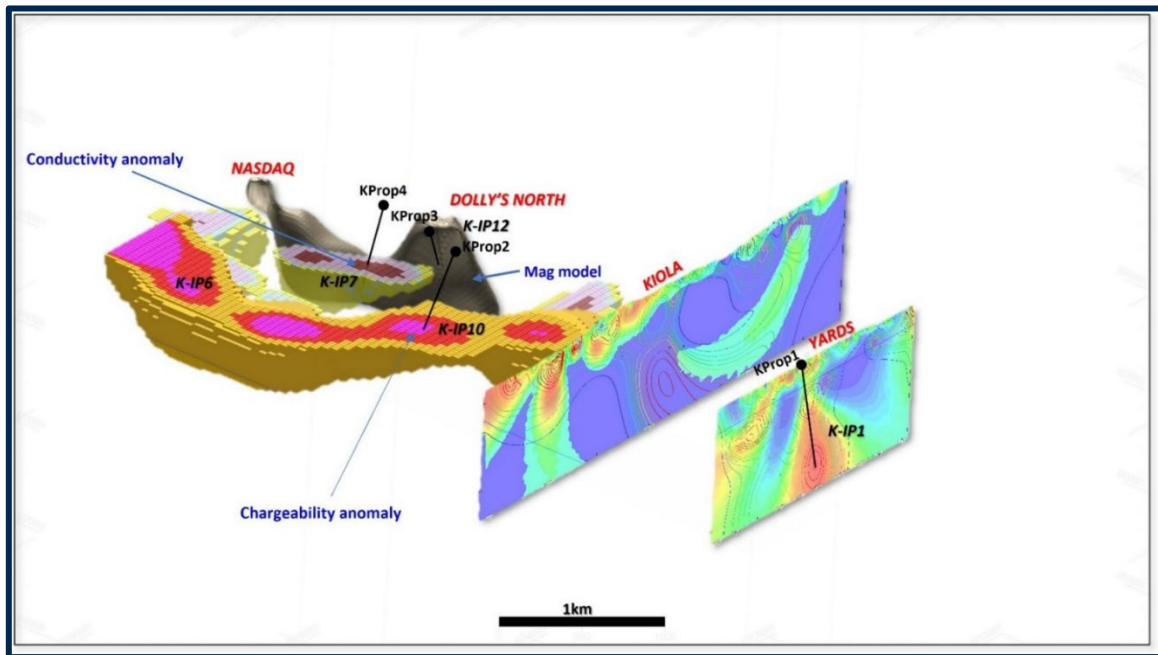 Conductivity anomaly
NASDAQ
KProp4
DOLLY'S NORTH
KProp3
K-IP12
KProp2
K-IP6
K-IP7
Mag model
KIOLA
K-IP10
YARDS
KProp1
K-IP1
Chargeability anomaly
1km